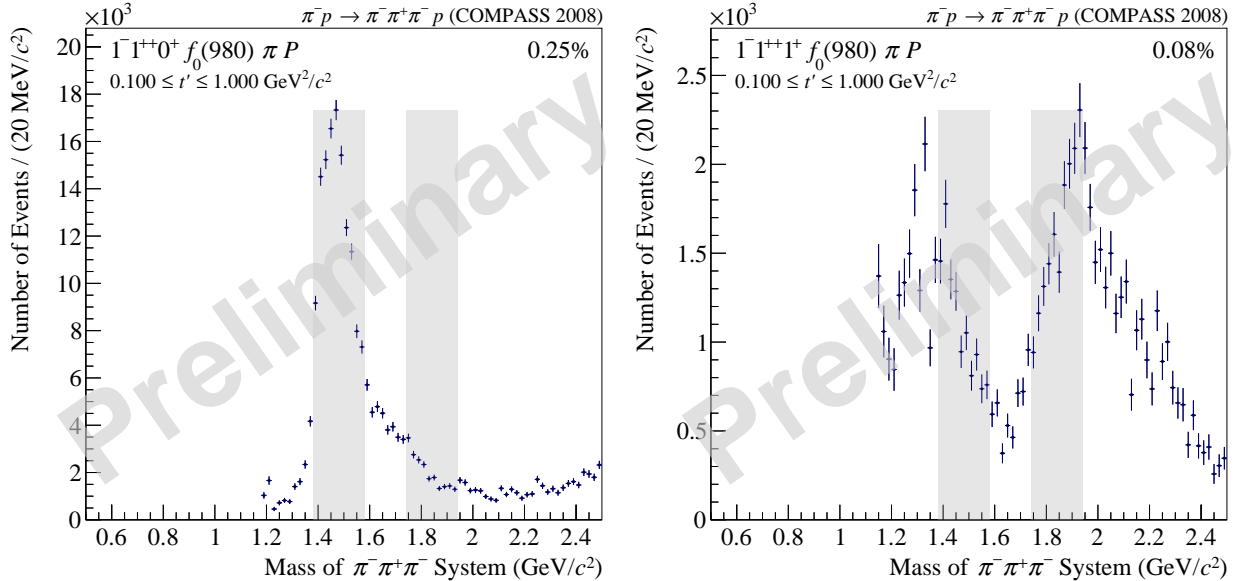 π⁻p → π⁻π⁺π⁻p (COMPASS 2008)
×10³
1⁻1⁺⁺0⁺ f₀(980) π P
0.25%
0.100 ≤ t′ ≤ 1.000 GeV²/c²
Preliminary
Number of Events / (20 MeV/c²)
20
18
16
14
12
10
8
6
4
2
0
0.6 0.8 1 1.2 1.4 1.6 1.8 2 2.2 2.4
Mass of π⁻π⁺π⁻ System (GeV/c²)
π⁻p → π⁻π⁺π⁻p (COMPASS 2008)
×10³
1⁻1⁺⁺1⁺ f₀(980) π P
0.08%
0.100 ≤ t′ ≤ 1.000 GeV²/c²
Preliminary
Number of Events / (20 MeV/c²)
2.5
2
1.5
1
0.5
0
0.6 0.8 1 1.2 1.4 1.6 1.8 2 2.2 2.4
Mass of π⁻π⁺π⁻ System (GeV/c²)